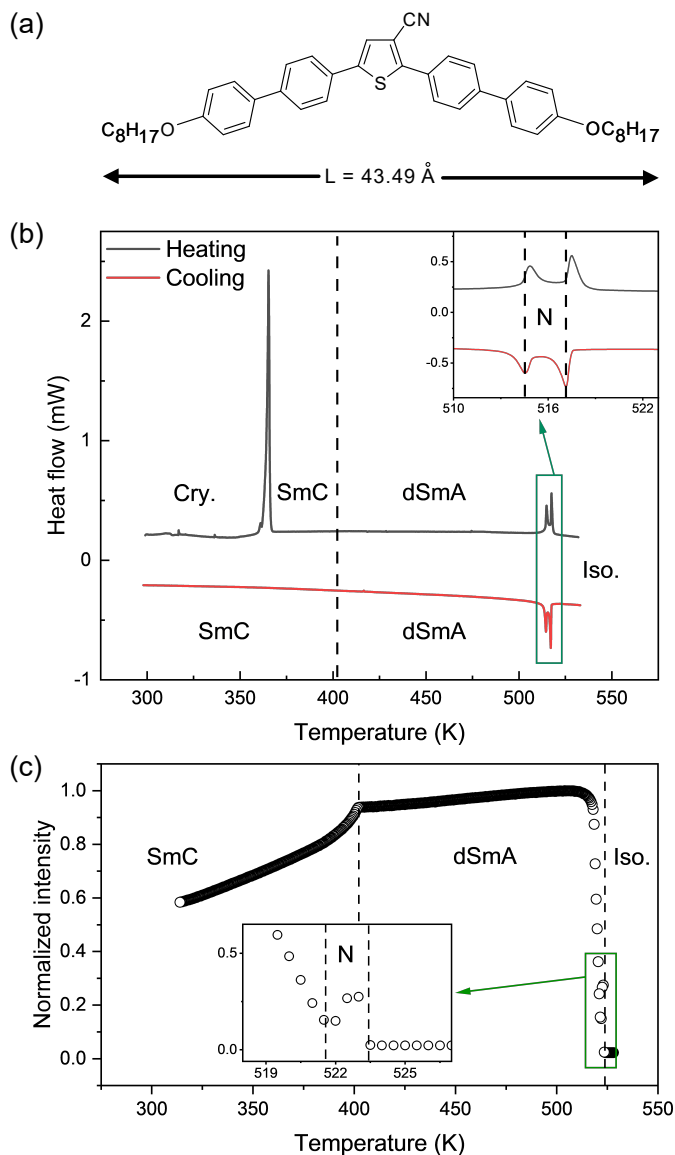 (a)
CN
S
C₈H₁₇O
OC₈H₁₇
L = 43.49 Å
(b)
Heating
Cooling
Heat flow (mW)
2
1
0
-1
Cry.
SmC
dSmA
Iso.
SmC
dSmA
0.5
0.0
-0.5
N
510
516
522
300
350
400
450
500
550
Temperature (K)
(c)
Normalized intensity
1.0
0.8
0.6
0.4
0.2
0.0
SmC
dSmA
Iso.
0.5
0.0
N
519
522
525
300
350
400
450
500
550
Temperature (K)